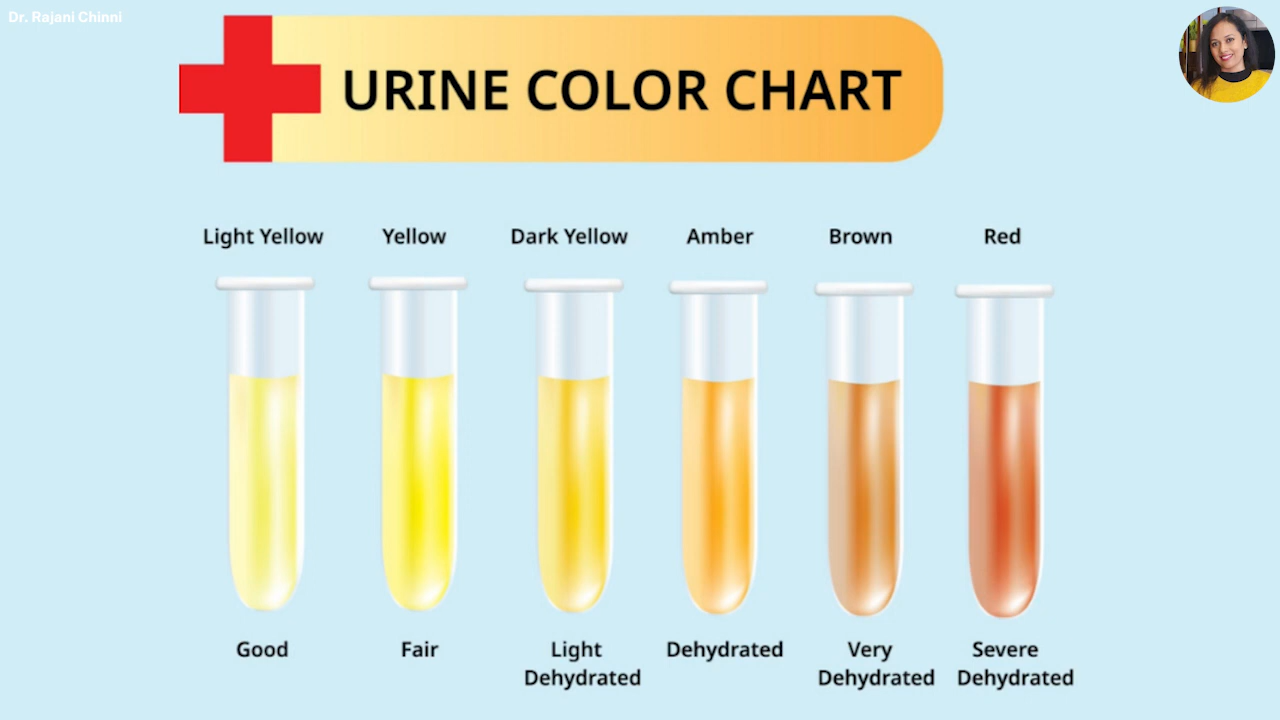 Dr. Rajani Chinni
URINE COLOR CHART
Light Yellow
Yellow
Dark Yellow
Amber
Brown
Red
Good
Fair
Light
Dehydrated
Dehydrated
Very
Dehydrated
Severe
Dehydrated